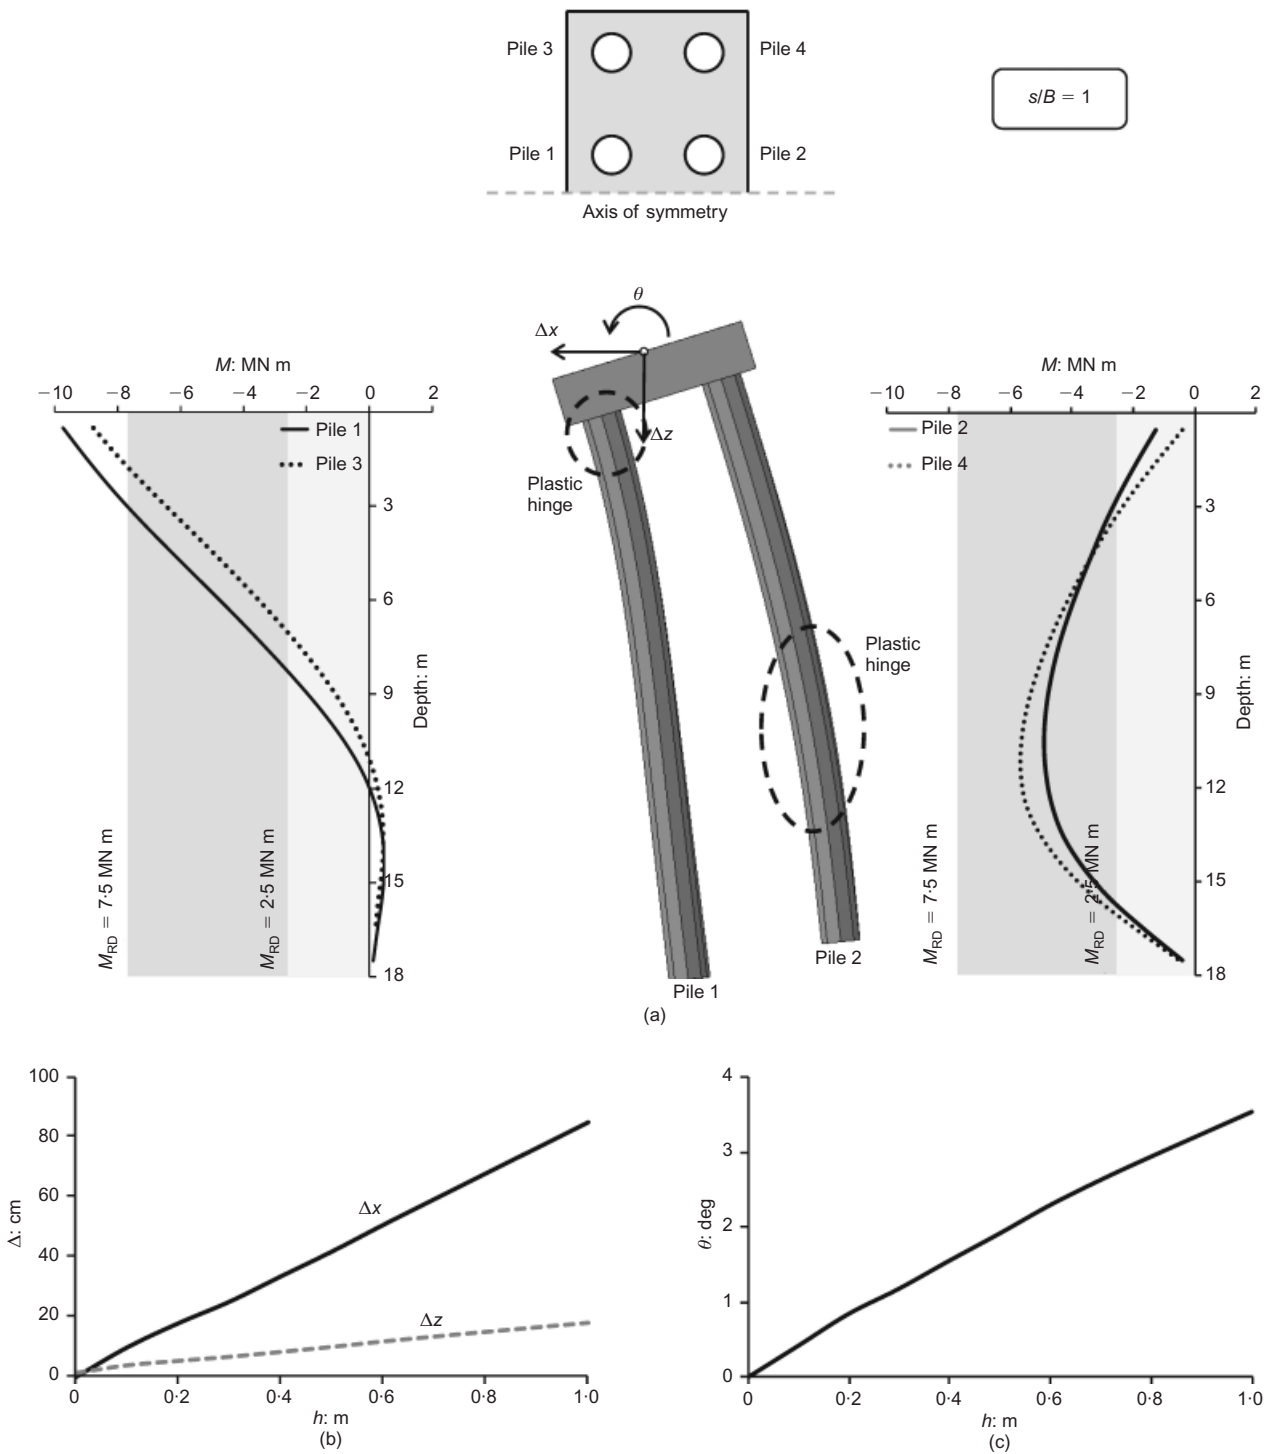 Pile 3
Pile 4
s/B = 1
Pile 1
Pile 2
Axis of symmetry
θ
Δx
Δz
M: MN m
−10
−8
−6
−4
−2
0
2
Pile 1
Pile 3
3
6
9
12
15
18
Depth: m
M_RD = 7·5 MN m
M_RD = 2·5 MN m
Plastic
hinge
Plastic
hinge
Pile 1
Pile 2
M: MN m
−10
−8
−6
−4
−2
0
2
Pile 2
Pile 4
3
6
9
12
15
18
Depth: m
M_RD = 7·5 MN m
M_RD = 2·5 MN m
(a)
100
80
60
40
20
0
Δ: cm
Δx
Δz
0
0·2
0·4
0·6
0·8
1·0
h: m
(b)
4
3
2
1
0
θ: deg
0
0·2
0·4
0·6
0·8
1·0
h: m
(c)